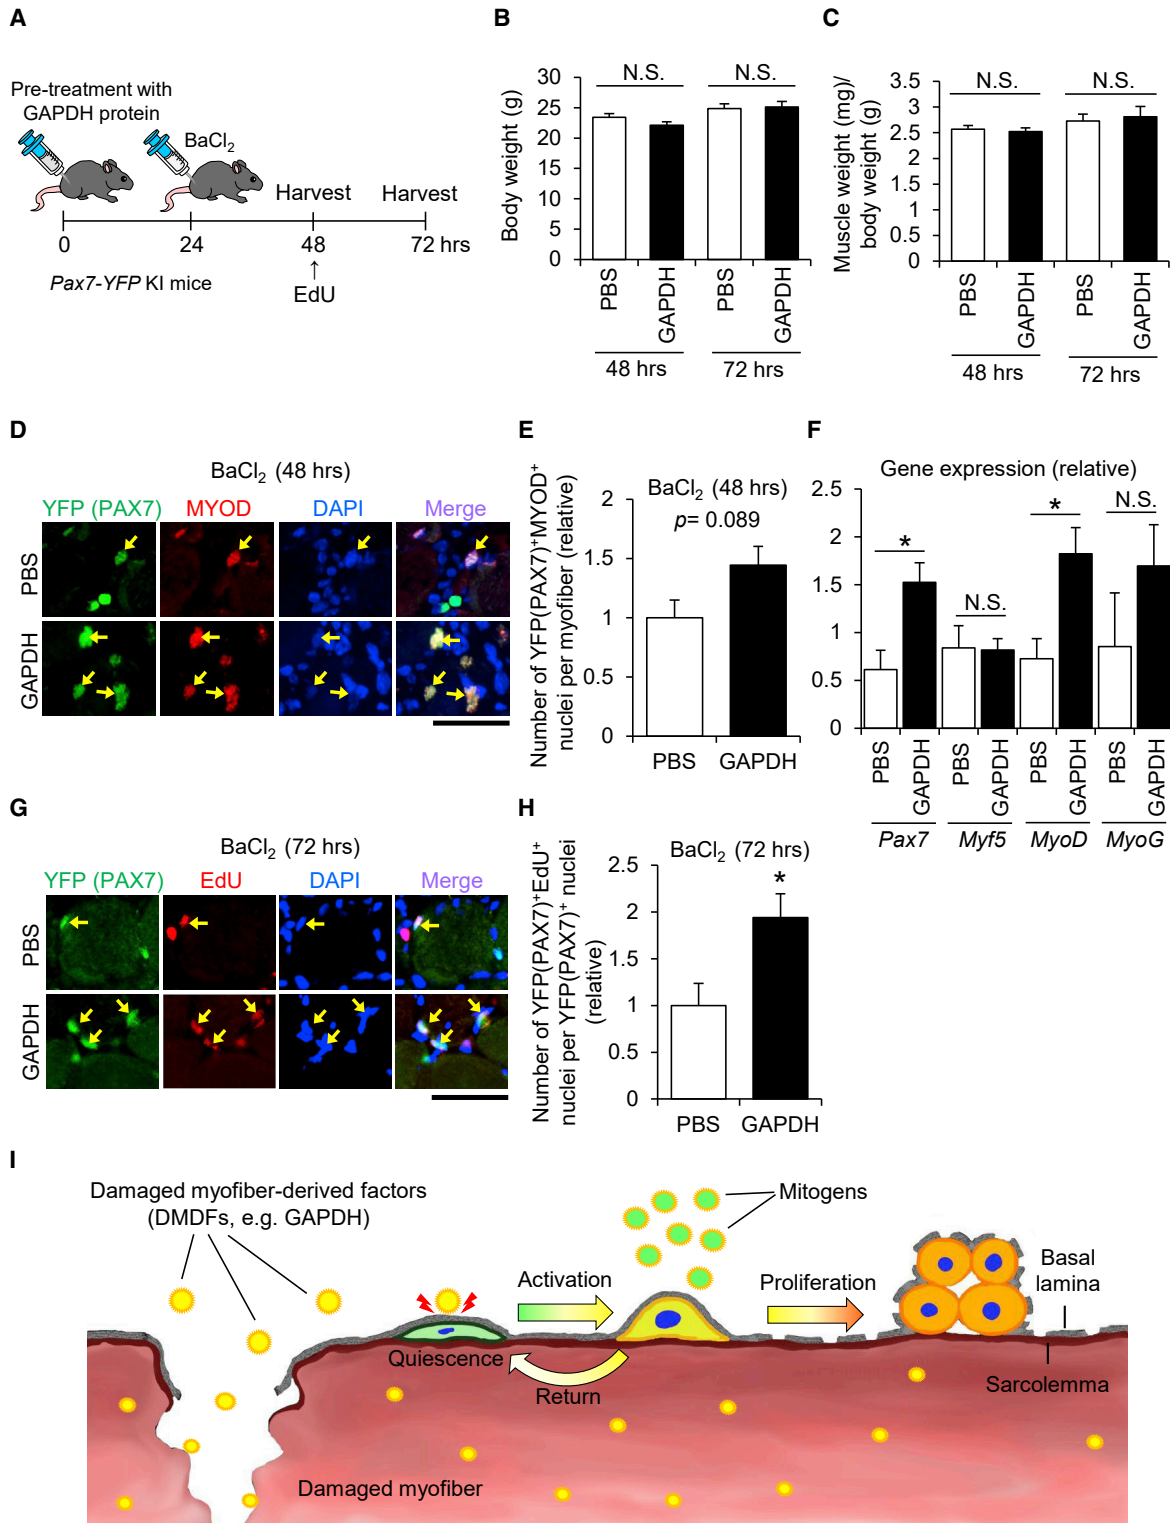 A
Pre-treatment with
GAPDH protein
BaCl2
Harvest
Harvest
0
24
48
72 hrs
Pax7-YFP KI mice
EdU
B
Body weight (g)
30
25
20
15
10
5
0
N.S.
N.S.
PBS
GAPDH
PBS
GAPDH
48 hrs
72 hrs
C
Muscle weight (mg)/
body weight (g)
3.5
3
2.5
2
1.5
1
0.5
0
N.S.
N.S.
PBS
GAPDH
PBS
GAPDH
48 hrs
72 hrs
D
BaCl2 (48 hrs)
YFP (PAX7)
MYOD
DAPI
Merge
PBS
GAPDH
E
Number of YFP(PAX7)+MYOD+
nuclei per myofiber (relative)
BaCl2 (48 hrs)
p= 0.089
2
1.5
1
0.5
0
PBS
GAPDH
F
Gene expression (relative)
2.5
2
1.5
1
0.5
0
*
N.S.
*
N.S.
PBS
GAPDH
PBS
GAPDH
PBS
GAPDH
PBS
GAPDH
Pax7
Myf5
MyoD
MyoG
G
BaCl2 (72 hrs)
YFP (PAX7)
EdU
DAPI
Merge
PBS
GAPDH
H
Number of YFP(PAX7)+EdU+
nuclei per YFP(PAX7)+ nuclei
(relative)
BaCl2 (72 hrs)
*
2.5
2
1.5
1
0.5
0
PBS
GAPDH
I
Damaged myofiber-derived factors
(DMDFs, e.g. GAPDH)
Mitogens
Activation
Proliferation
Basal
lamina
Quiescence
Return
Sarcolemma
Damaged myofiber